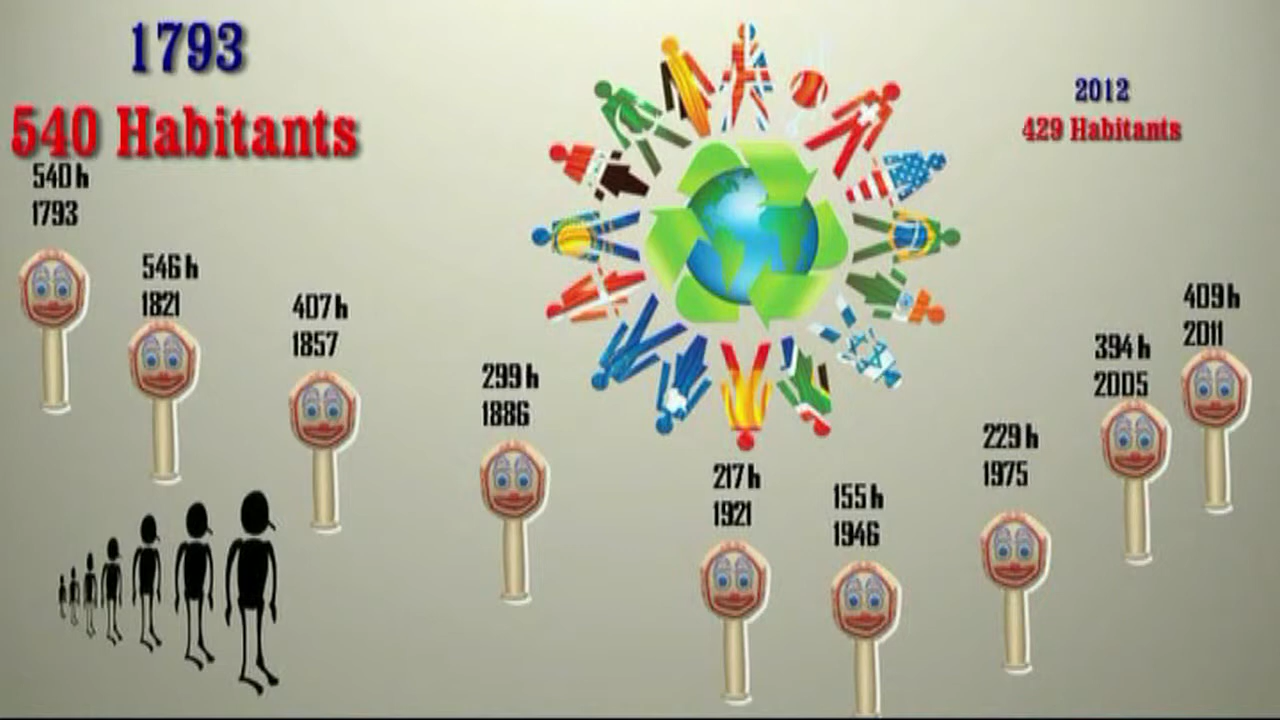 1793
540 Habitants
2012
429 Habitants
540 h
1793
546 h
1821
407 h
1857
299 h
1886
217 h
1921
155 h
1946
229 h
1975
394 h
2005
409 h
2011